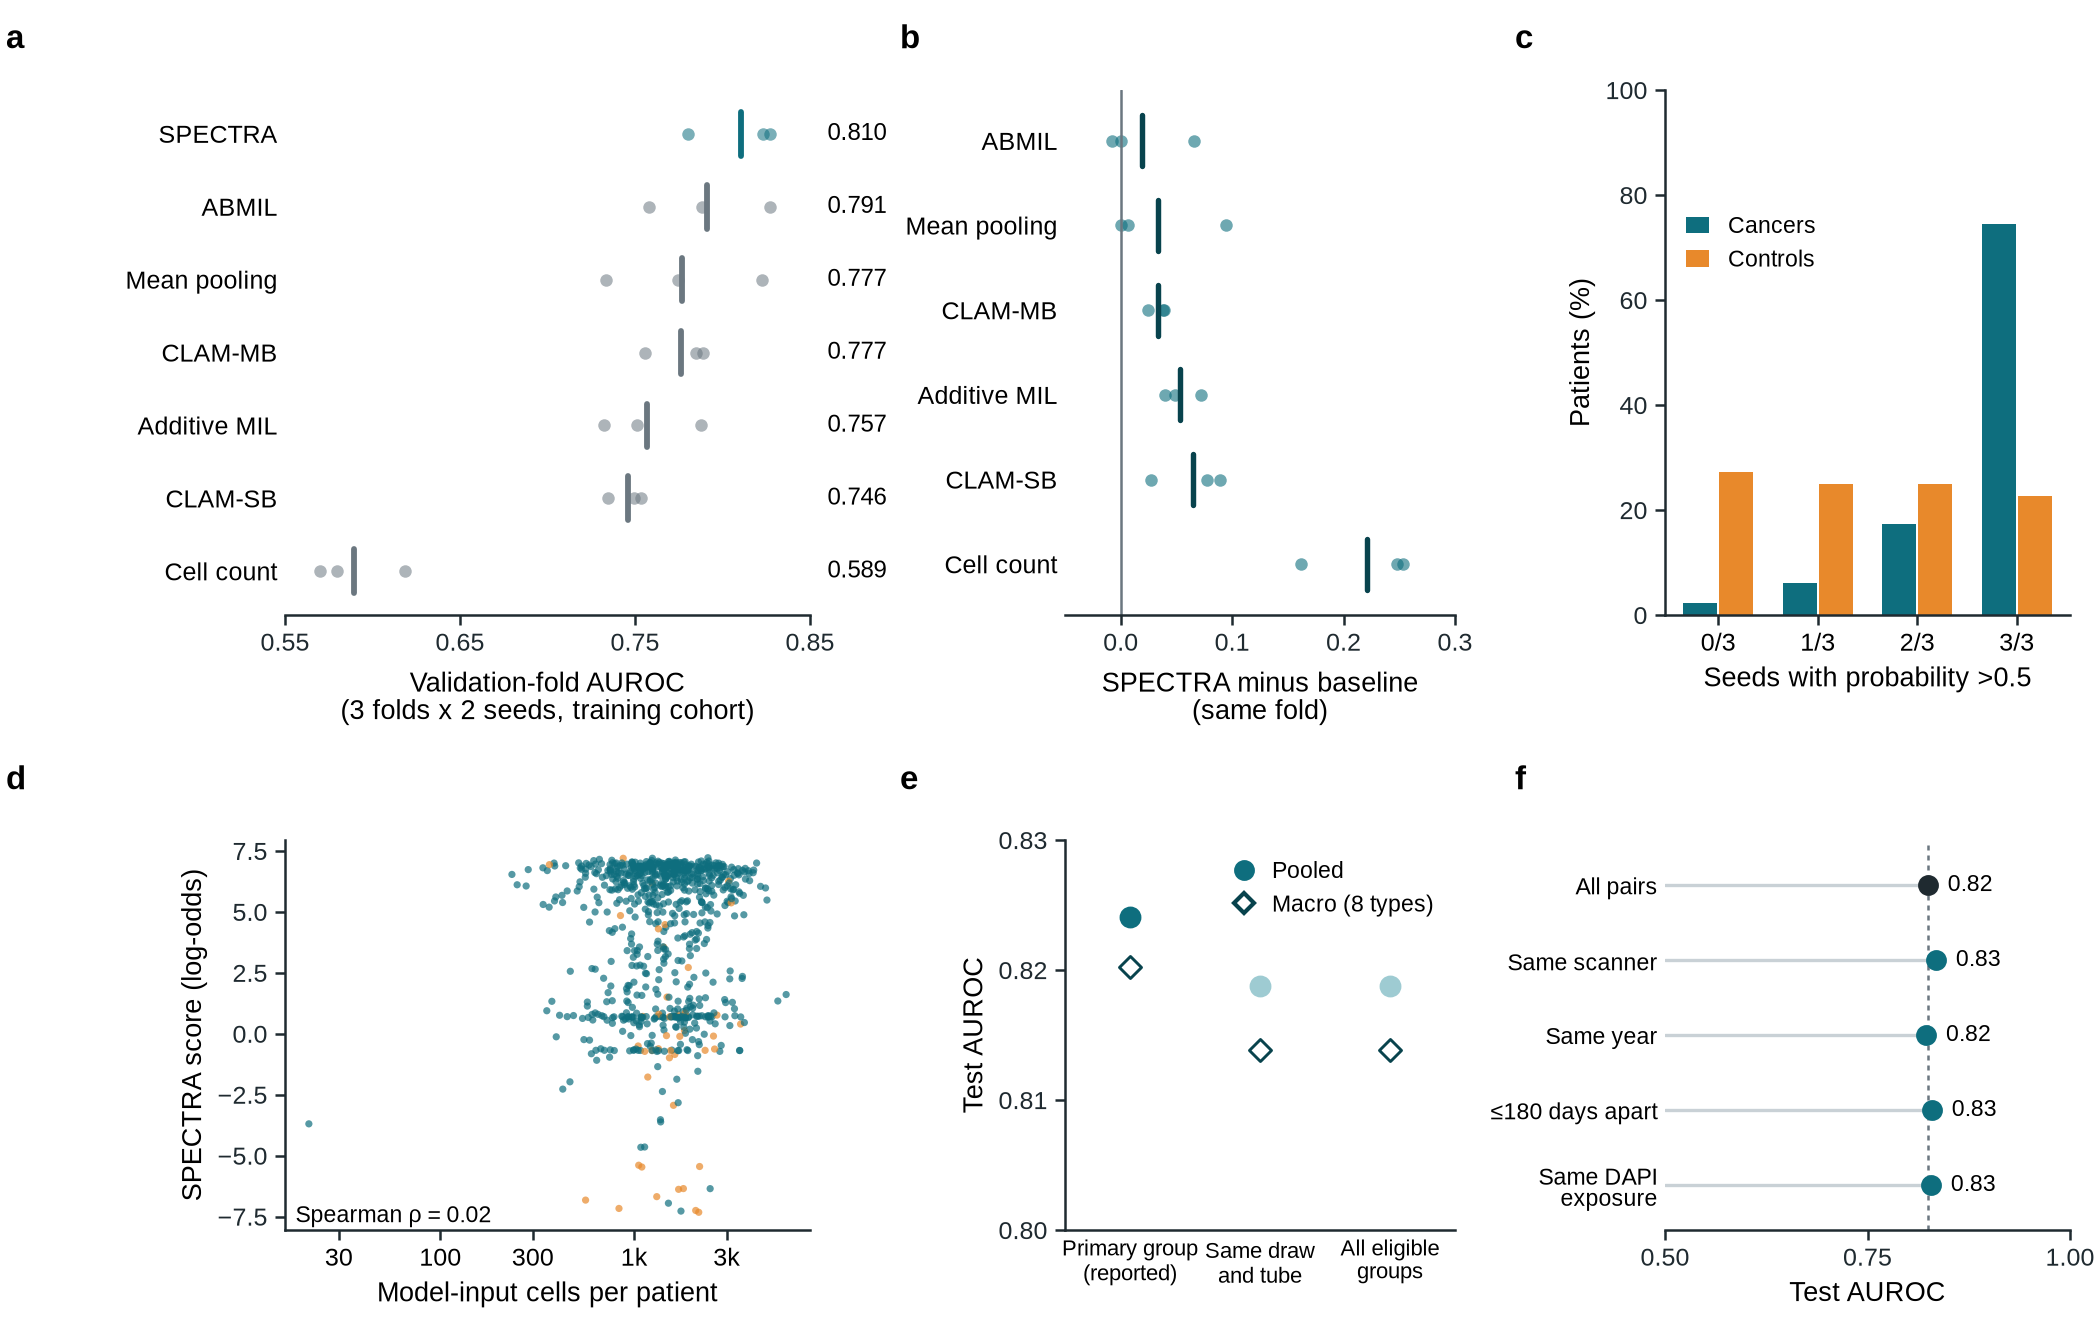 a
SPECTRA
0.810
ABMIL
0.791
Mean pooling
0.777
CLAM-MB
0.777
Additive MIL
0.757
CLAM-SB
0.746
Cell count
0.589
0.55
0.65
0.75
0.85
Validation-fold AUROC
(3 folds x 2 seeds, training cohort)
b
ABMIL
Mean pooling
CLAM-MB
Additive MIL
CLAM-SB
Cell count
0.0
0.1
0.2
0.3
SPECTRA minus baseline
(same fold)
c
100
80
60
40
20
0
Patients (%)
Cancers
Controls
0/3
1/3
2/3
3/3
Seeds with probability >0.5
d
7.5
5.0
2.5
0.0
−2.5
−5.0
−7.5
SPECTRA score (log-odds)
Spearman ρ = 0.02
30
100
300
1k
3k
Model-input cells per patient
e
0.83
0.82
0.81
0.80
Test AUROC
Pooled
Macro (8 types)
Primary group
(reported)
Same draw
and tube
All eligible
groups
f
All pairs
0.82
Same scanner
0.83
Same year
0.82
≤180 days apart
0.83
Same DAPI
exposure
0.83
0.50
0.75
1.00
Test AUROC